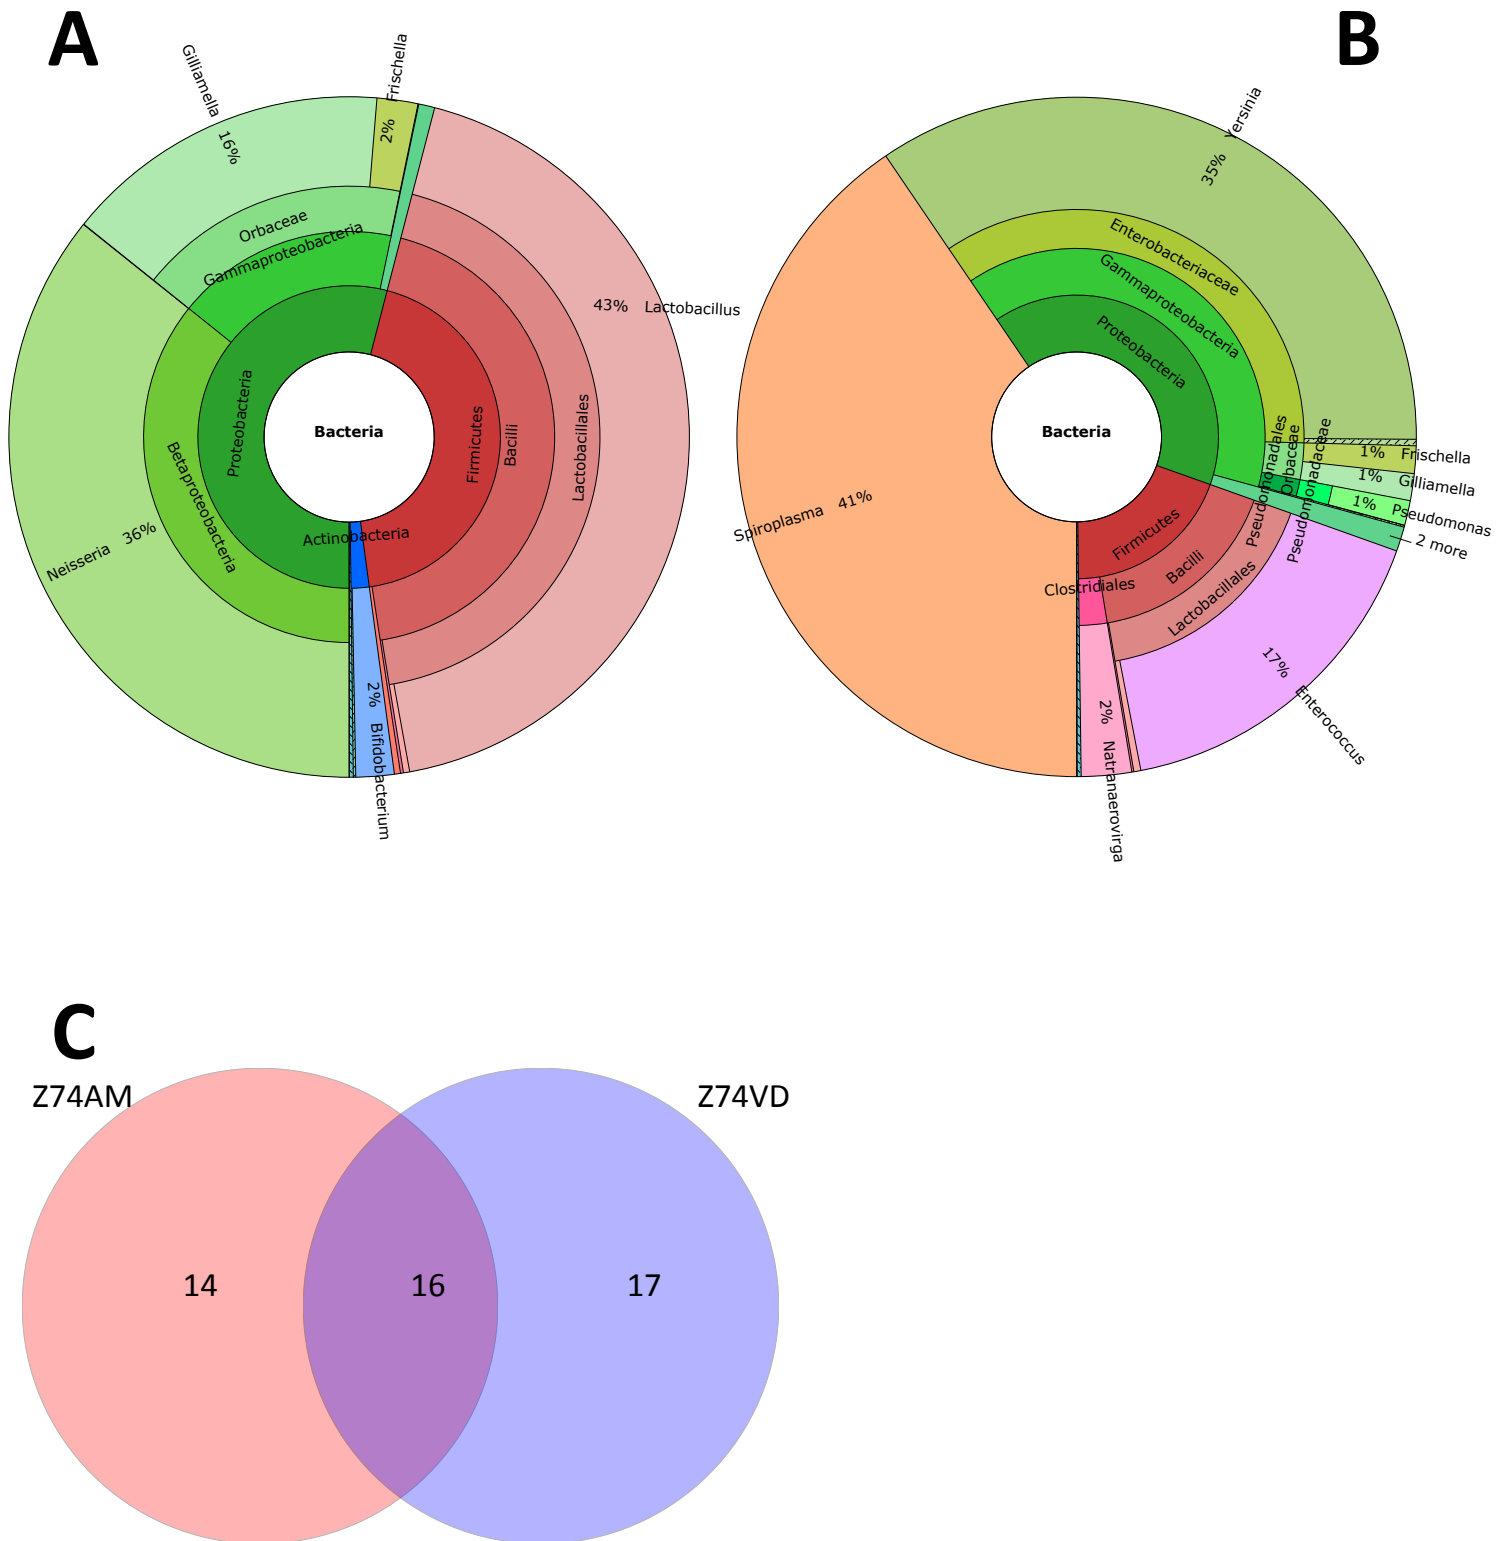 A
B
Gilliamella 16%
Frischella
2%
Orbaceae
Gammaproteobacteria
43% Lactobacillus
Proteobacteria
Bacteria
Firmicutes
Bacilli
Lactobacillales
Betaproteobacteria
Neisseria 36%
Actinobacteria
2% Bifidobacterium
35% Yersinia
Enterobacteriaceae
Gammaproteobacteria
Proteobacteria
Bacteria
Spiroplasma 41%
Pseudomonadales
Orbaceae
Pseudomonadaceae
1% Frischella
1% Gilliamella
1% Pseudomonas
2 more
Firmicutes
Bacilli
Clostridiales
Lactobacillales
17% Enterococcus
2% Natranaerovirga
C
Z74AM
Z74VD
14
16
17